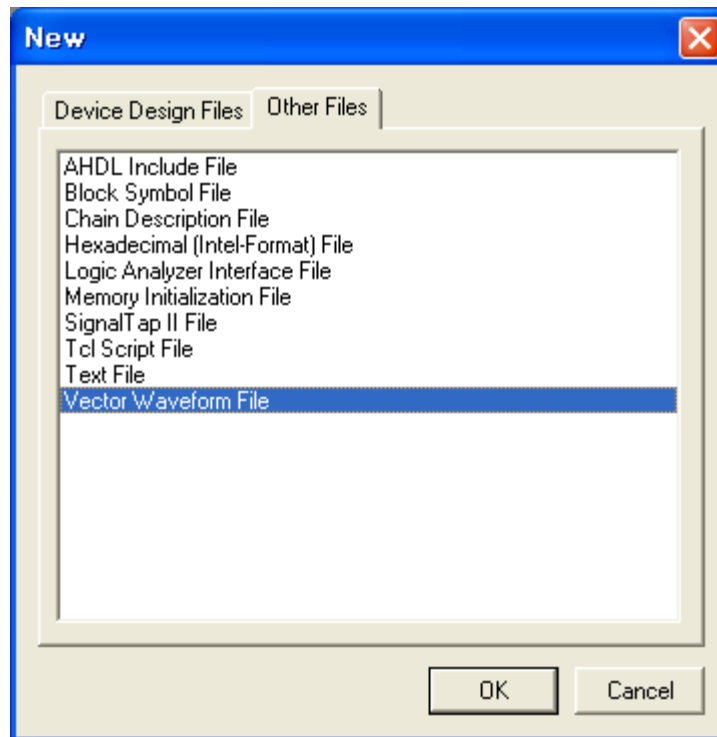 New
Device Design Files
Other Files
AHDL Include File
Block Symbol File
Chain Description File
Hexadecimal (Intel-Format) File
Logic Analyzer Interface File
Memory Initialization File
SignalTap II File
Tcl Script File
Text File
Vector Waveform File
OK
Cancel